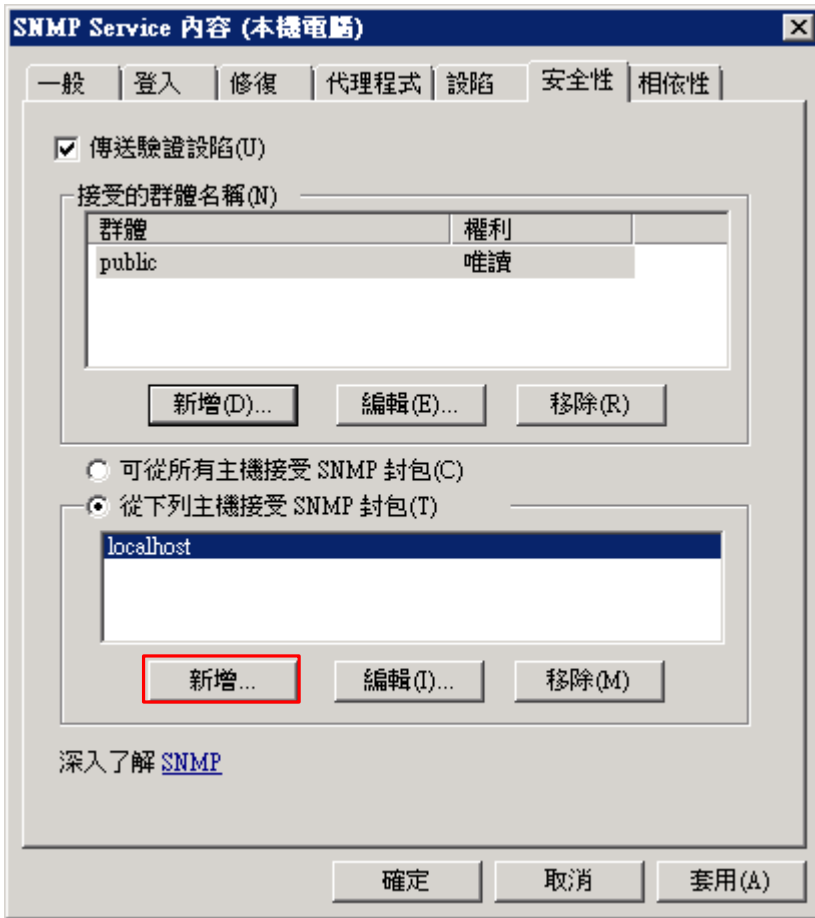 SNMP Service 內容 (本機電腦)
一般 登入 修復 代理程式 設陷 安全性 相依性
傳送驗證設陷(U)
接受的群體名稱(N)
群體 權利
public 唯讀
新增(D)... 編輯(E)... 移除(R)
可從所有主機接受 SNMP 封包(C)
從下列主機接受 SNMP 封包(T)
localhost
新增... 編輯(I)... 移除(M)
深入了解 SNMP
確定 取消 套用(A)